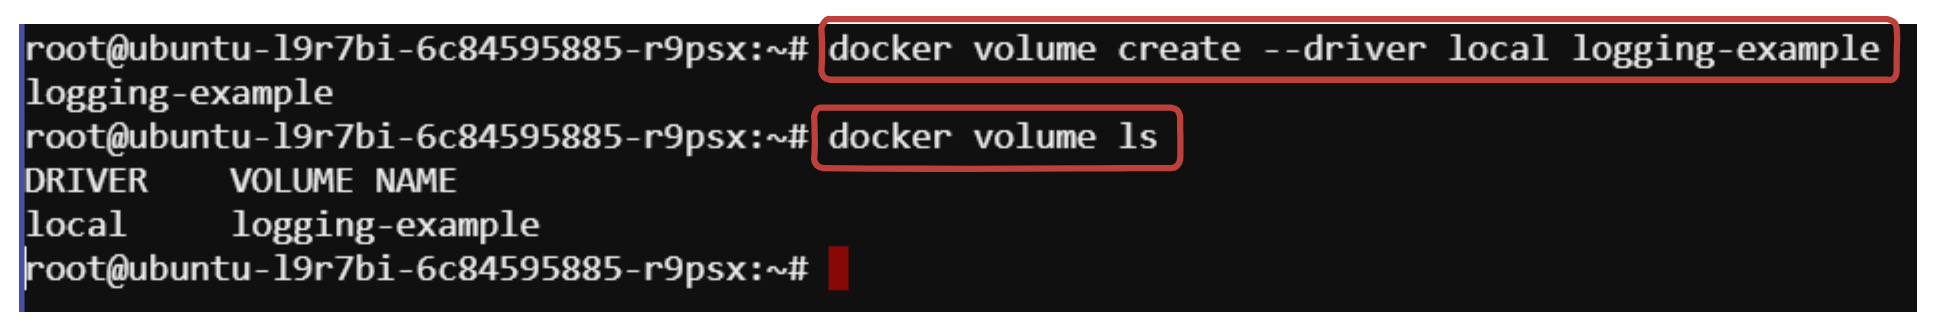 root@ubuntu-l9r7bi-6c84595885-r9psx:~# docker volume create --driver local logging-example
logging-example
root@ubuntu-l9r7bi-6c84595885-r9psx:~# docker volume ls
DRIVER    VOLUME NAME
local     logging-example
root@ubuntu-l9r7bi-6c84595885-r9psx:~#